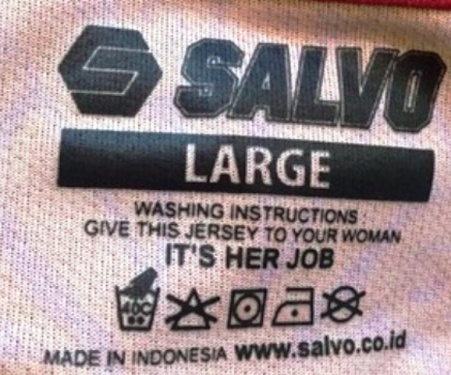 SALVO
LARGE
WASHING INSTRUCTIONS :
GIVE THIS JERSEY TO YOUR WOMAN
IT'S HER JOB
40C
MADE IN INDONESIA www.salvo.co.id